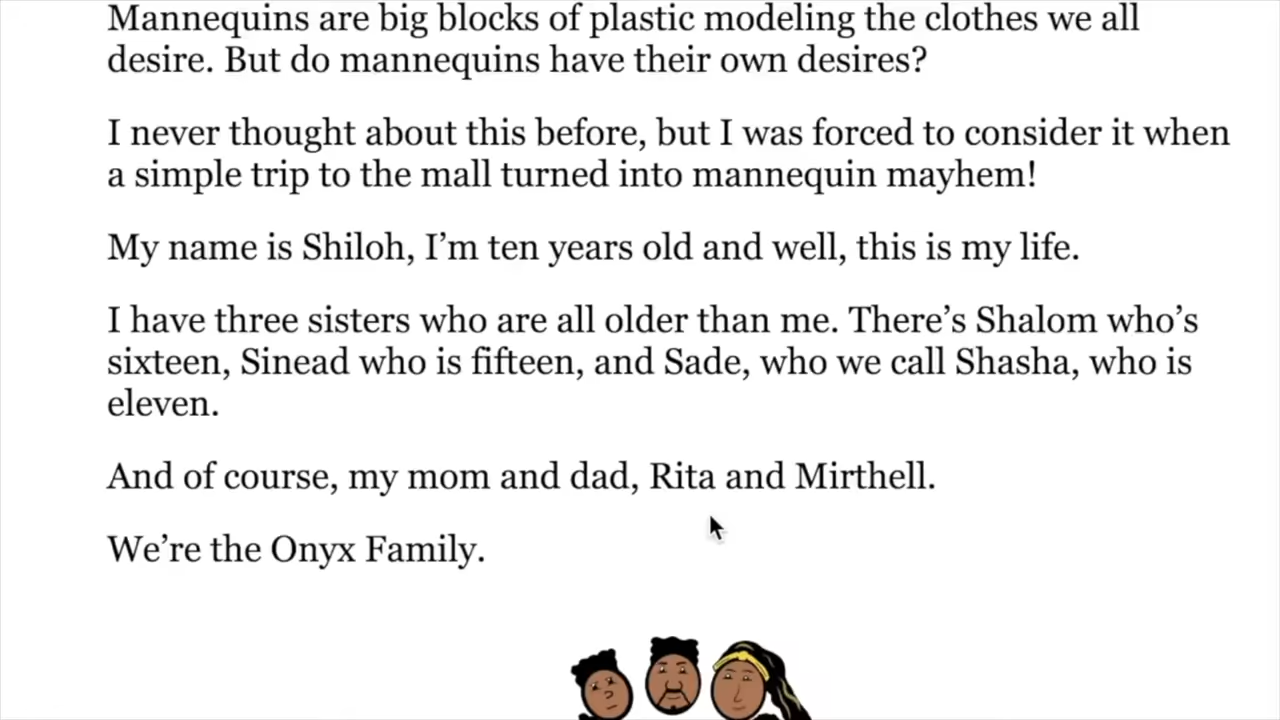 Mannequins are big blocks of plastic modeling the clothes we all
desire. But do mannequins have their own desires?
I never thought about this before, but I was forced to consider it when
a simple trip to the mall turned into mannequin mayhem!
My name is Shiloh, I’m ten years old and well, this is my life.
I have three sisters who are all older than me. There’s Shalom who’s
sixteen, Sinead who is fifteen, and Sade, who we call Shasha, who is
eleven.
And of course, my mom and dad, Rita and Mirthell.
We’re the Onyx Family.